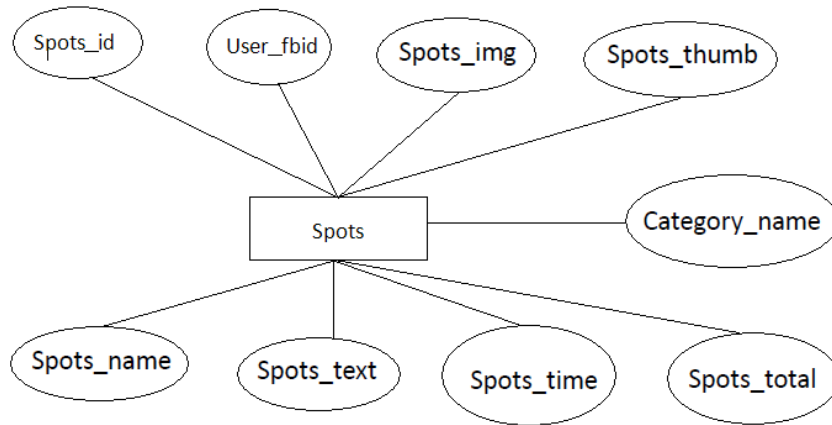 Spots_id
User_fbid
Spots_img
Spots_thumb
Category_name
Spots
Spots_name
Spots_text
Spots_time
Spots_total